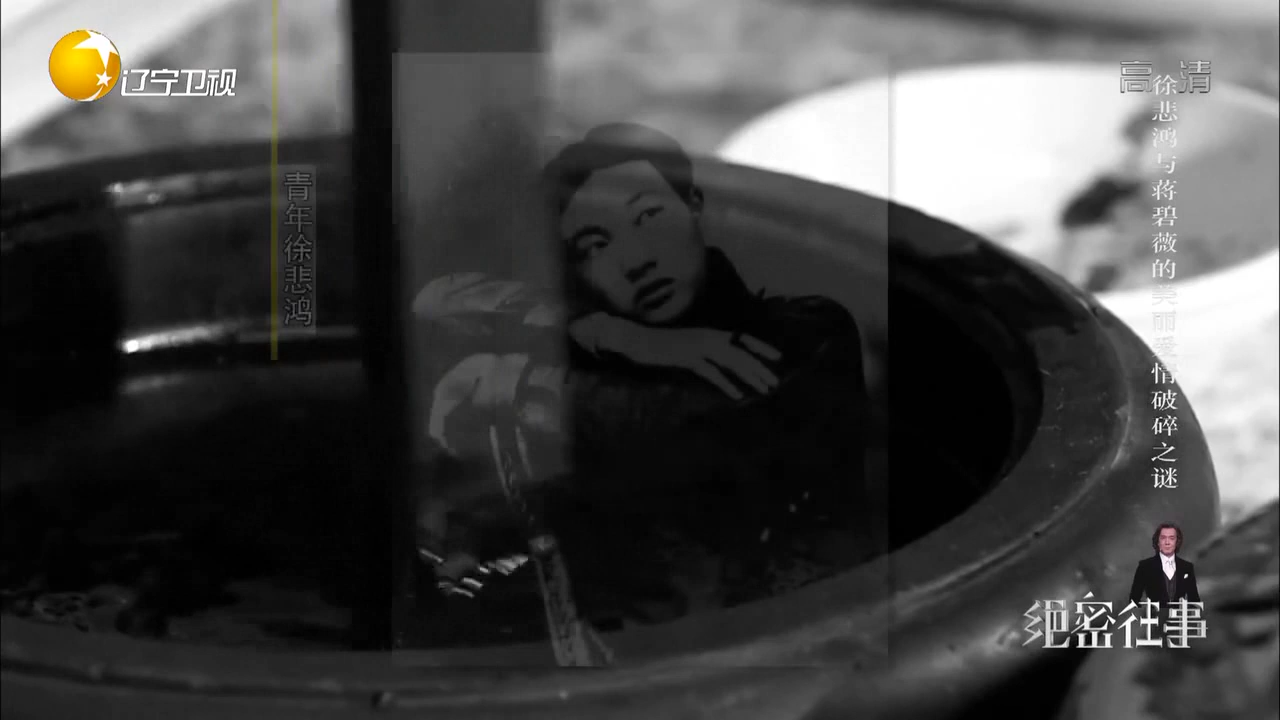 辽宁卫视
高清
青年徐悲鸿
徐悲鸿与蒋碧薇的美丽爱情破碎之谜
绝密往事